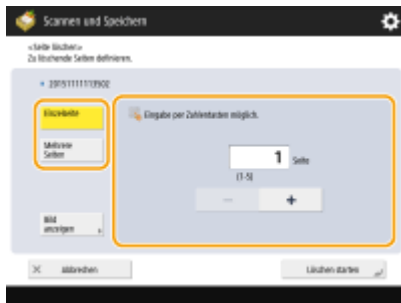 Scannen und Speichern
<Seite löschen>
Zu löschende Seiten definieren.
20151111113502
Einzelseite
Eingabe per Zahlentasten möglich.
Mehrere
Seiten
1 Seite
(1-5)
− +
Bild
anzeigen
× Abbrechen
Löschen starten